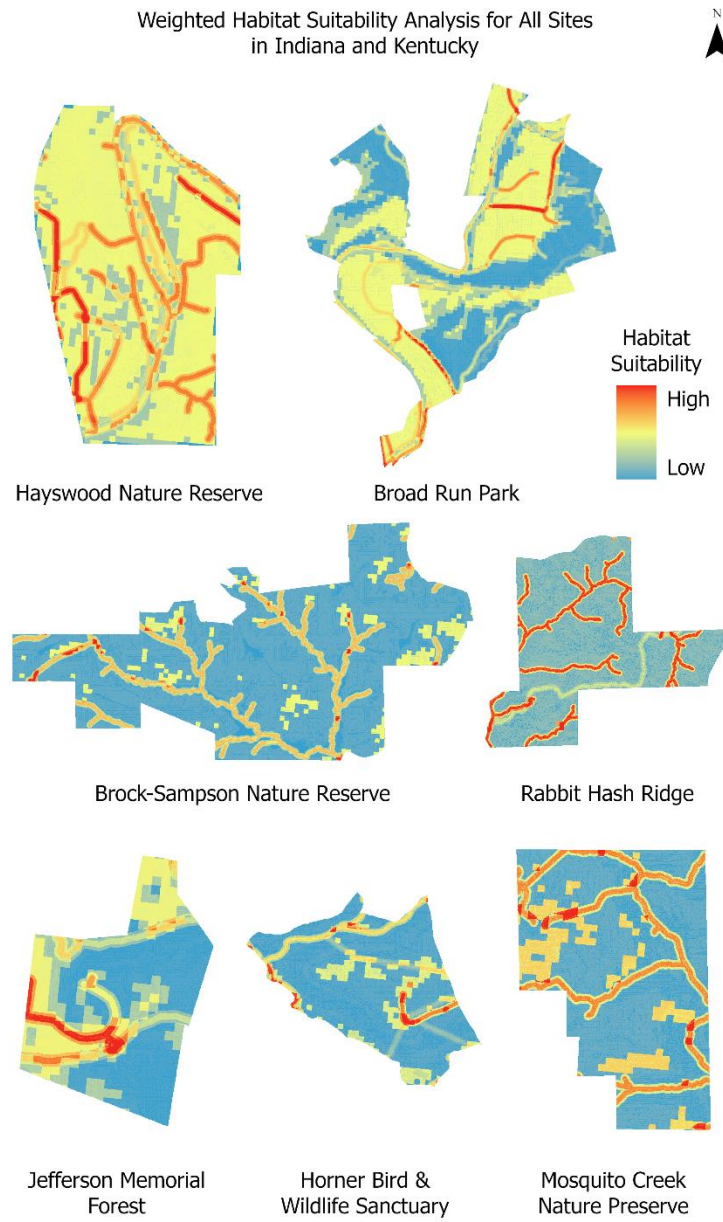 Weighted Habitat Suitability Analysis for All Sites
in Indiana and Kentucky
N
Habitat
Suitability
High
Low
Hayswood Nature Reserve
Broad Run Park
Brock-Sampson Nature Reserve
Rabbit Hash Ridge
Jefferson Memorial
Forest
Horner Bird &
Wildlife Sanctuary
Mosquito Creek
Nature Preserve